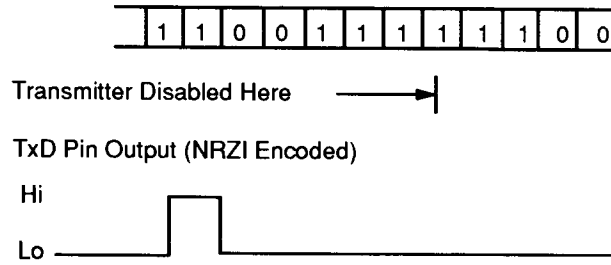 1 1 0 0 1 1 1 1 1 1 0 0
Transmitter Disabled Here
TxD Pin Output (NRZI Encoded)
Hi
Lo